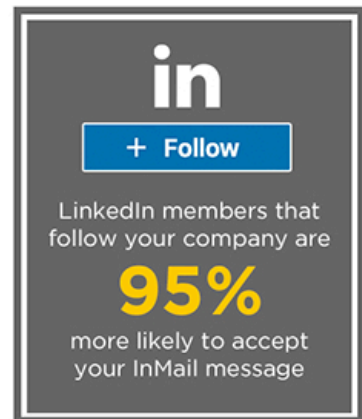 in
+ Follow
LinkedIn members that
follow your company are
95%
more likely to accept
your InMail message